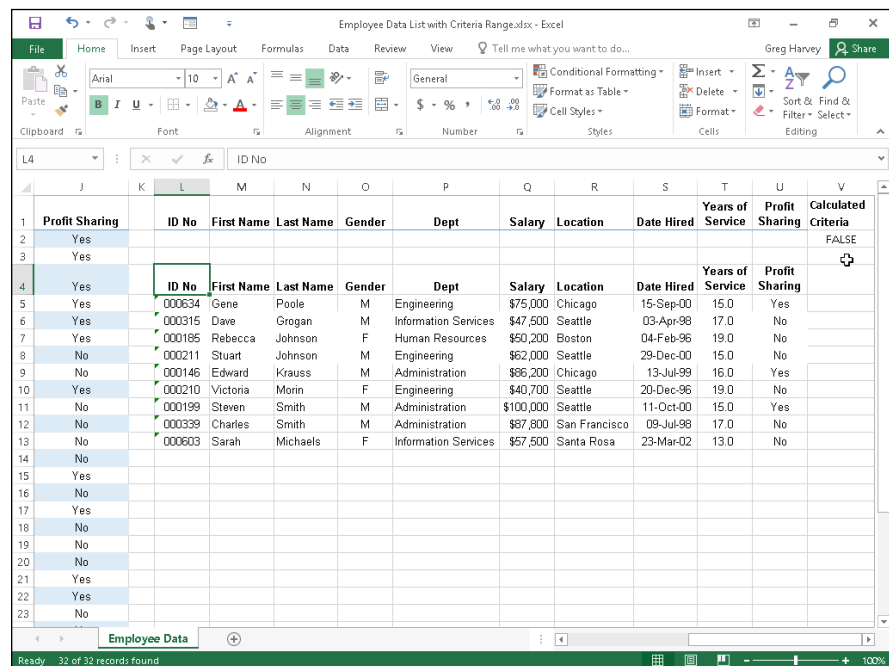 Employee Data List with Criteria Range.xlsx - Excel
File Home Insert Page Layout Formulas Data Review View Tell me what you want to do... Greg Harvey Share
Paste
Arial 10 A A
B I U A
General
$ % , .0 .00
Conditional Formatting
Format as Table
Cell Styles
Insert
Delete
Format
Σ A Z
Sort & Filter
Find & Select
Clipboard Font Alignment Number Styles Cells Editing
L4 fx ID No
J K L M N O P Q R S T U V
1 Profit Sharing ID No First Name Last Name Gender Dept Salary Location Date Hired Years of Service Profit Sharing Calculated Criteria
2 Yes FALSE
3 Yes
4 Yes ID No First Name Last Name Gender Dept Salary Location Date Hired Years of Service Profit Sharing
5 Yes 000634 Gene Poole M Engineering $75,000 Chicago 15-Sep-00 15.0 Yes
6 Yes 000315 Dave Grogan M Information Services $47,500 Seattle 03-Apr-98 17.0 No
7 Yes 000185 Rebecca Johnson F Human Resources $50,200 Boston 04-Feb-96 19.0 No
8 No 000211 Stuart Johnson M Engineering $62,000 Seattle 29-Dec-00 15.0 No
9 No 000146 Edward Krauss M Administration $86,200 Chicago 13-Jul-99 16.0 Yes
10 Yes 000210 Victoria Morin F Engineering $40,700 Seattle 20-Dec-96 19.0 No
11 No 000199 Steven Smith M Administration $100,000 Seattle 11-Oct-00 15.0 Yes
12 No 000339 Charles Smith M Administration $87,800 San Francisco 09-Jul-98 17.0 No
13 No 000603 Sarah Michaels F Information Services $57,500 Santa Rosa 23-Mar-02 13.0 No
14 No
15 Yes
16 No
17 Yes
18 No
19 No
20 No
21 Yes
22 Yes
23 No
Employee Data
Ready 32 of 32 records found 100%